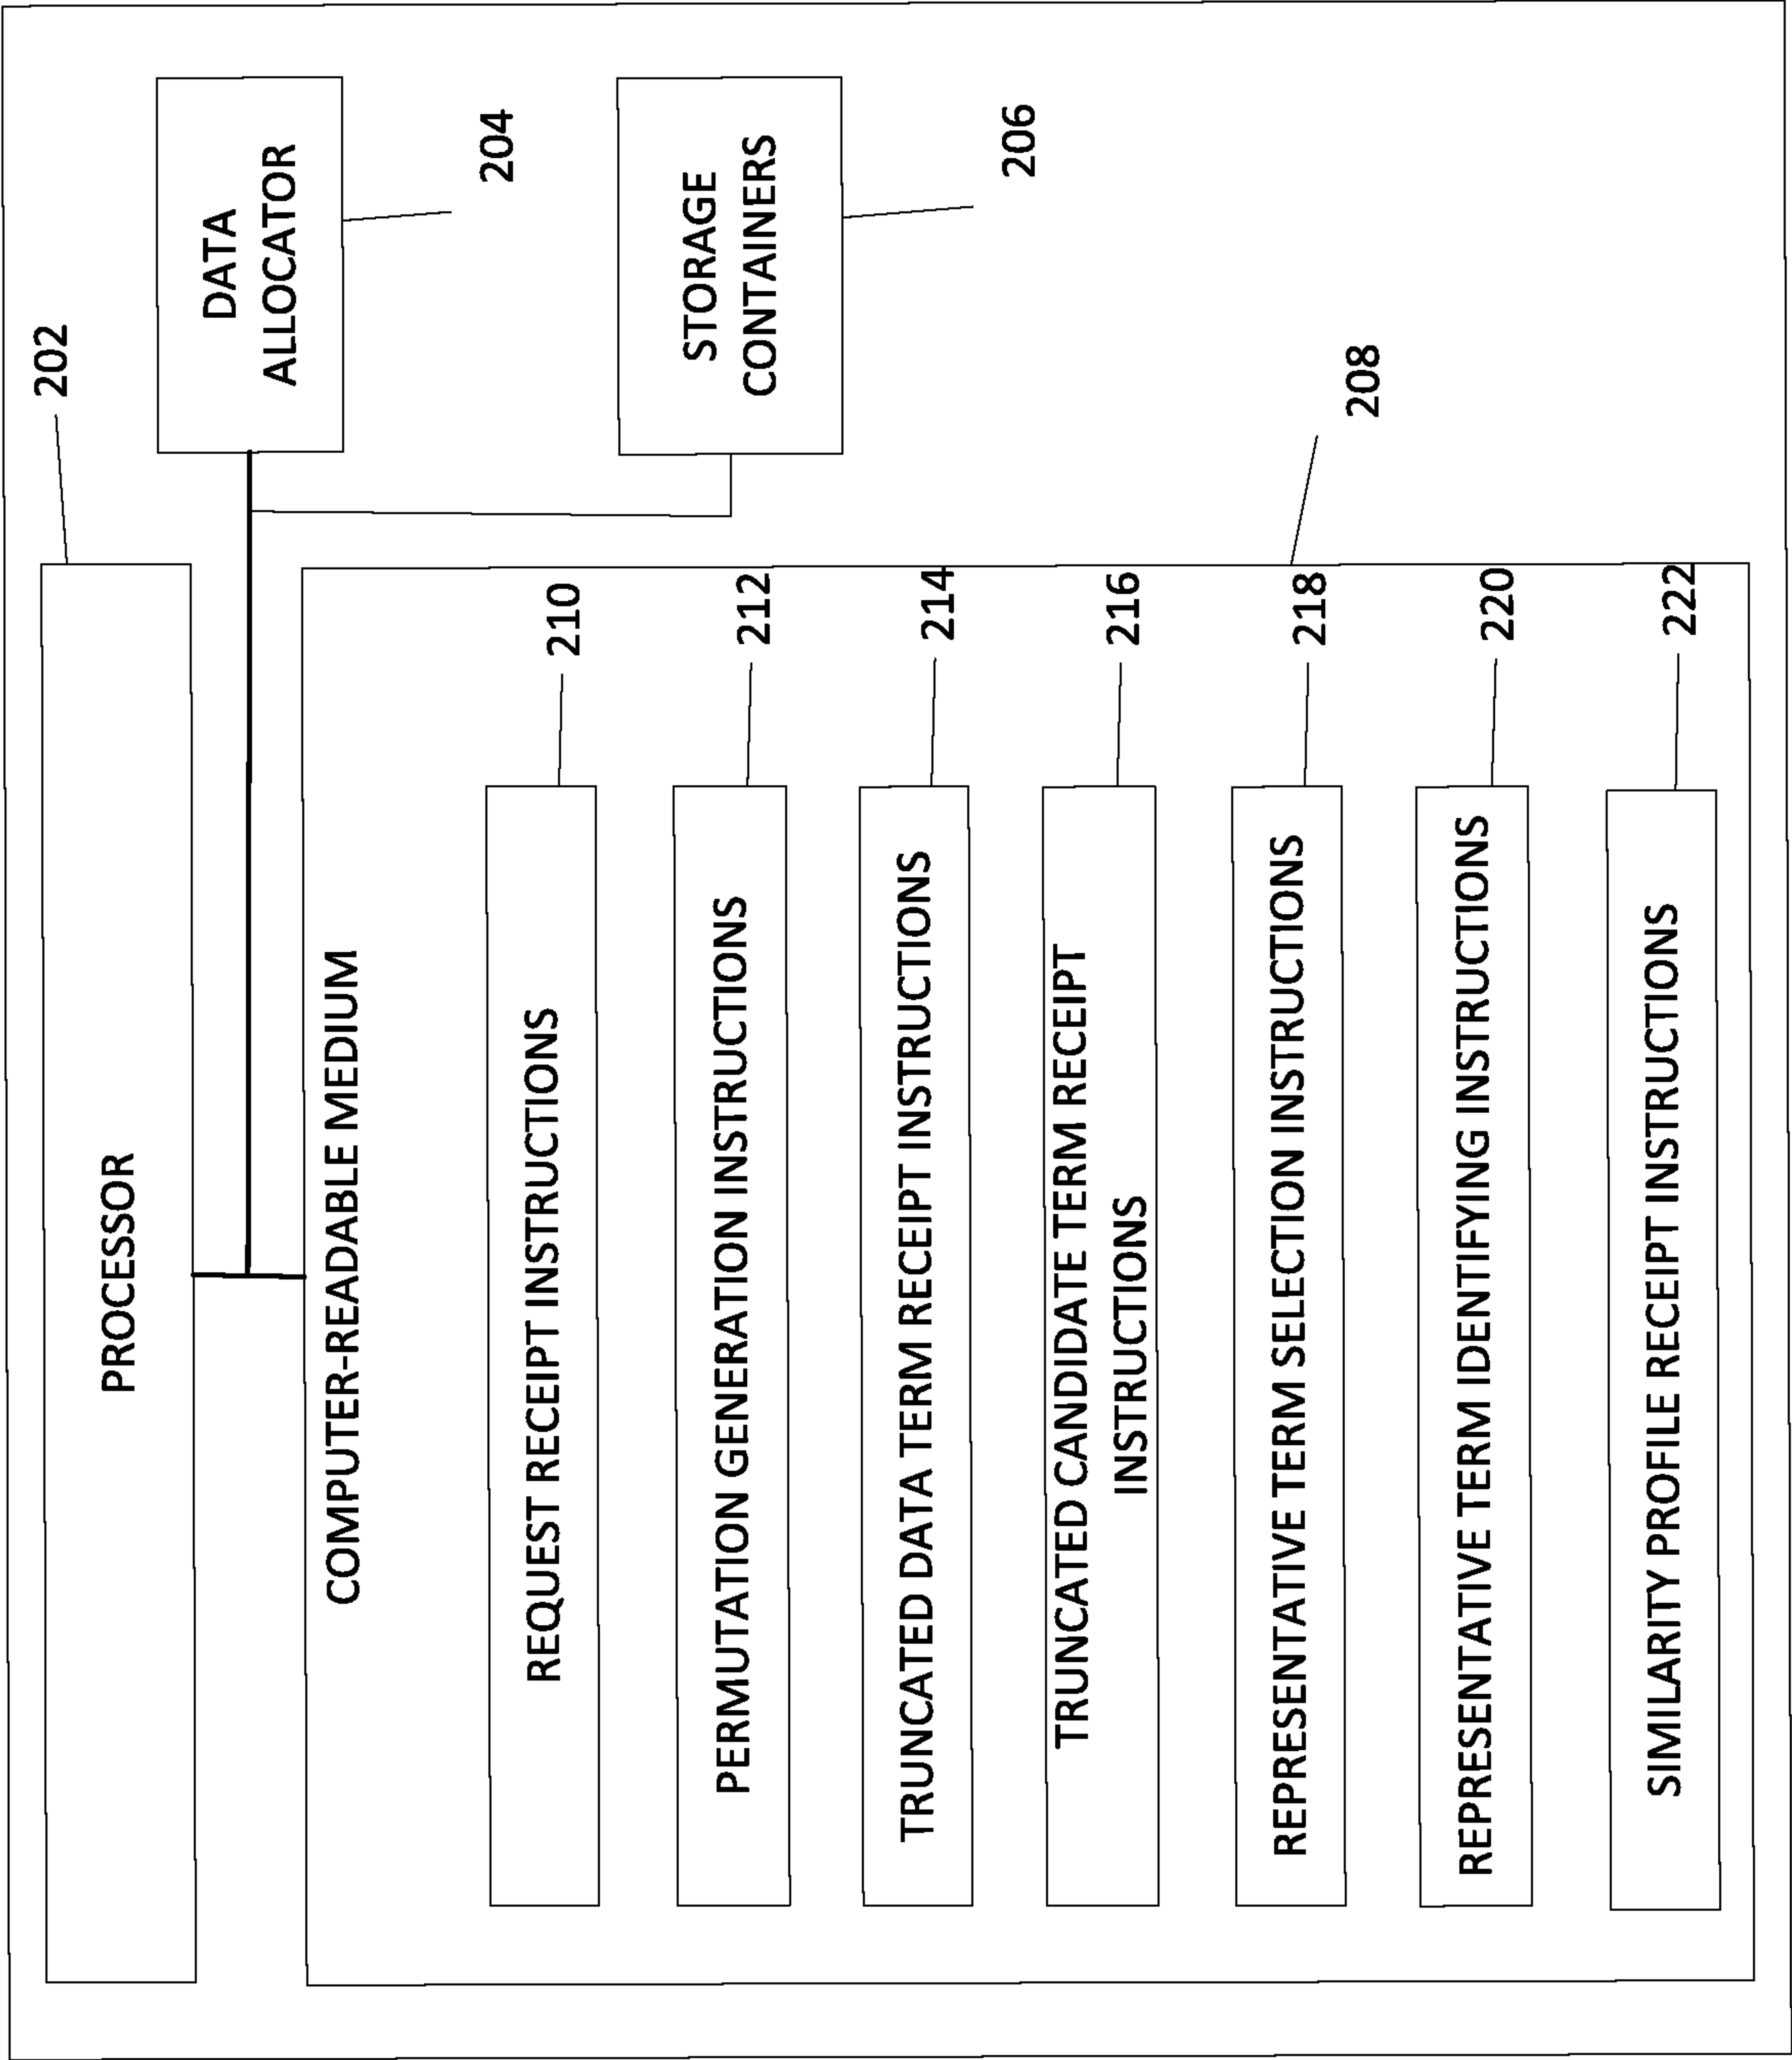 202
PROCESSOR
DATA
ALLOCATOR
204
COMPUTER-READABLE MEDIUM
REQUEST RECEIPT INSTRUCTIONS
210
STORAGE
CONTAINERS
206
PERMUTATION GENERATION INSTRUCTIONS
212
TRUNCATED DATA TERM RECEIPT INSTRUCTIONS
214
TRUNCATED CANDIDATE TERM RECEIPT
INSTRUCTIONS
216
REPRESENTATIVE TERM SELECTION INSTRUCTIONS
218
208
REPRESENTATIVE TERM IDENTIFYING INSTRUCTIONS
220
SIMILARITY PROFILE RECEIPT INSTRUCTIONS
222